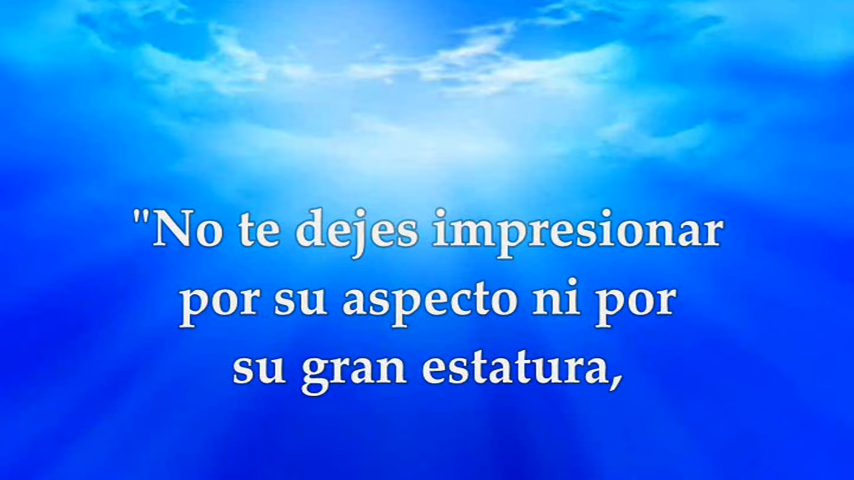 "No te dejes impresionar
por su aspecto ni por
su gran estatura,